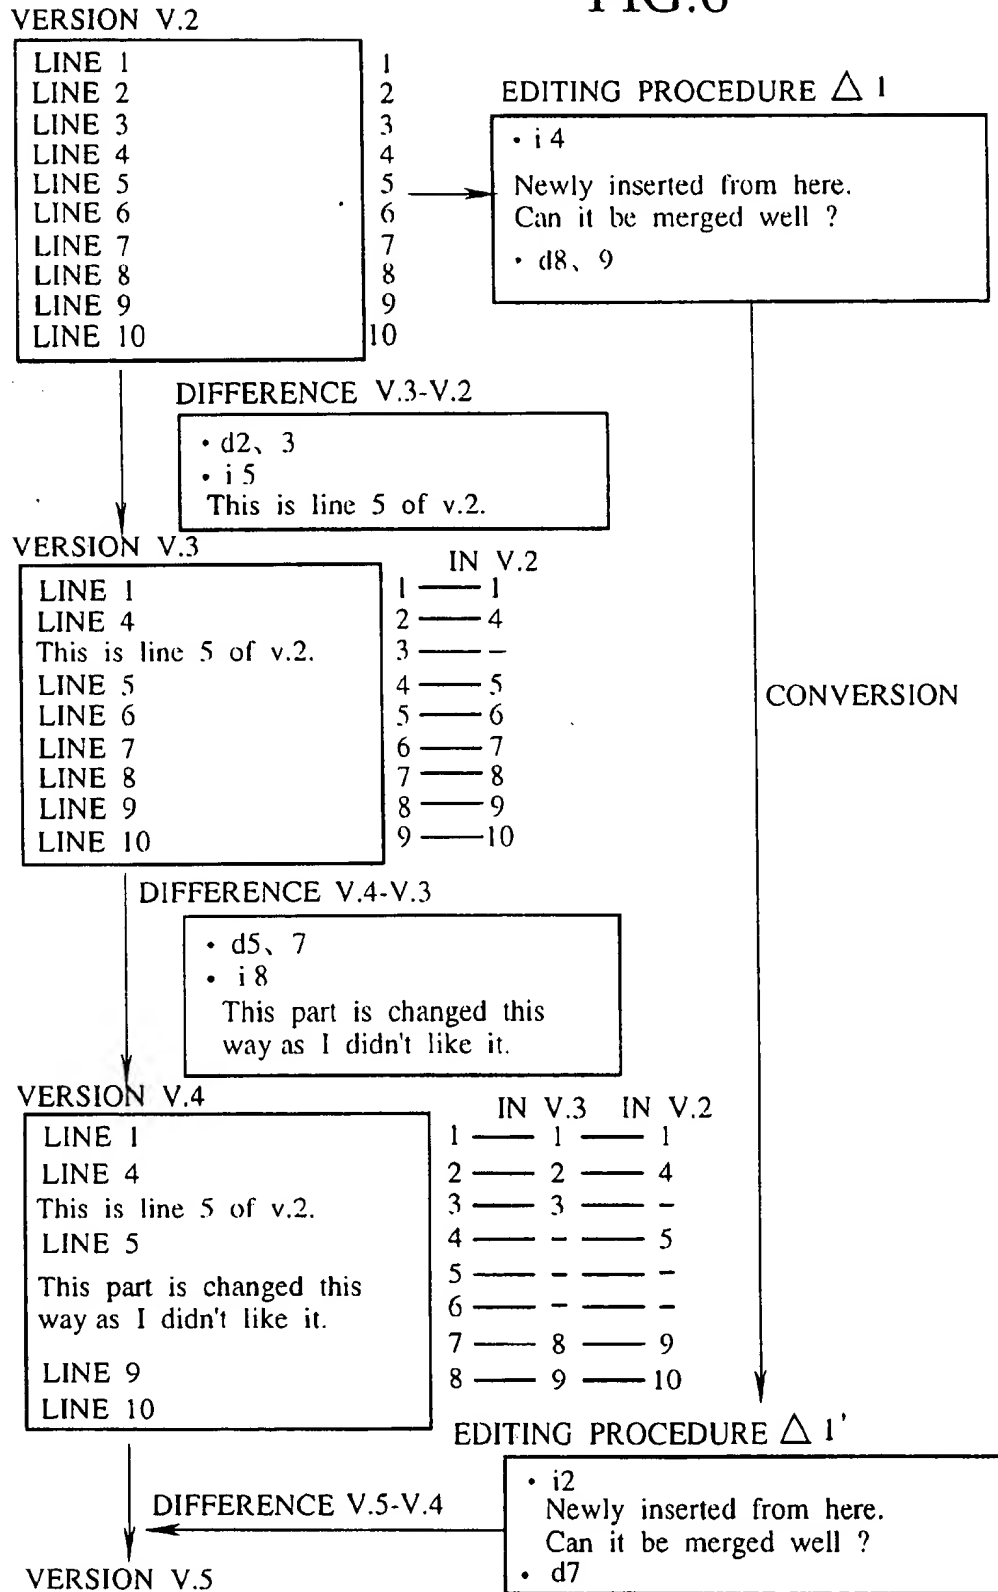 FIG.6
VERSION V.2
LINE 1 1
LINE 2 2
LINE 3 3
LINE 4 4
LINE 5 5
LINE 6 6
LINE 7 7
LINE 8 8
LINE 9 9
LINE 10 10
EDITING PROCEDURE △ 1
• i 4
Newly inserted from here.
Can it be merged well ?
• d8、9
DIFFERENCE V.3-V.2
• d2、3
• i 5
This is line 5 of v.2.
VERSION V.3
IN V.2
LINE 1 1 — 1
LINE 4 2 — 4
This is line 5 of v.2. 3 — –
LINE 5 4 — 5
LINE 6 5 — 6
LINE 7 6 — 7
LINE 8 7 — 8
LINE 9 8 — 9
LINE 10 9 — 10
CONVERSION
DIFFERENCE V.4-V.3
• d5、7
• i 8
This part is changed this
way as I didn't like it.
VERSION V.4
IN V.3 IN V.2
LINE 1 1 — 1 — 1
LINE 4 2 — 2 — 4
This is line 5 of v.2. 3 — 3 — –
LINE 5 4 — – — 5
This part is changed this 5 — – — –
way as I didn't like it. 6 — – — –
LINE 9 7 — 8 — 9
LINE 10 8 — 9 — 10
EDITING PROCEDURE △ 1'
• i2
Newly inserted from here.
Can it be merged well ?
• d7
DIFFERENCE V.5-V.4
VERSION V.5